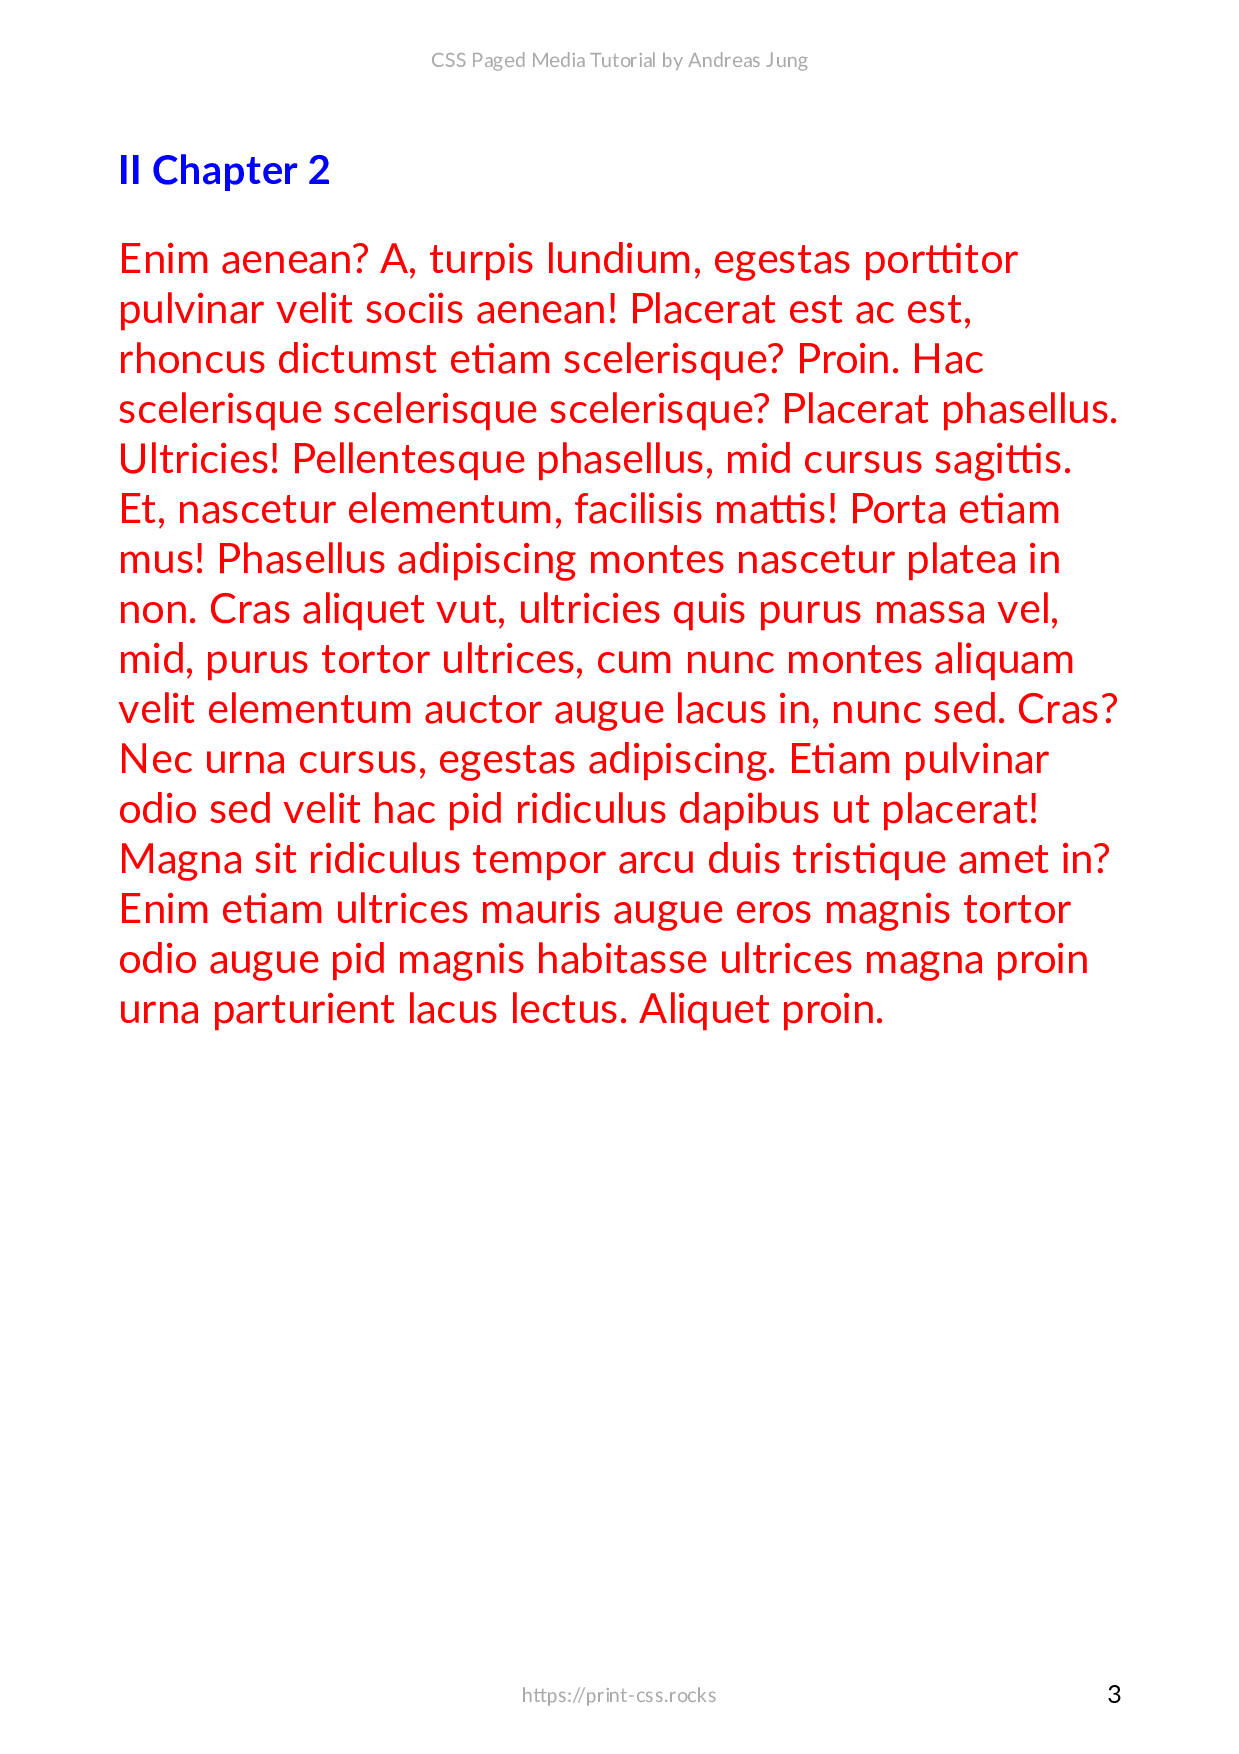 CSS Paged Media Tutorial by Andreas Jung
II Chapter 2
Enim aenean? A, turpis lundium, egestas porttitor
pulvinar velit sociis aenean! Placerat est ac est,
rhoncus dictumst etiam scelerisque? Proin. Hac
scelerisque scelerisque scelerisque? Placerat phasellus.
Ultricies! Pellentesque phasellus, mid cursus sagittis.
Et, nascetur elementum, facilisis mattis! Porta etiam
mus! Phasellus adipiscing montes nascetur platea in
non. Cras aliquet vut, ultricies quis purus massa vel,
mid, purus tortor ultrices, cum nunc montes aliquam
velit elementum auctor augue lacus in, nunc sed. Cras?
Nec urna cursus, egestas adipiscing. Etiam pulvinar
odio sed velit hac pid ridiculus dapibus ut placerat!
Magna sit ridiculus tempor arcu duis tristique amet in?
Enim etiam ultrices mauris augue eros magnis tortor
odio augue pid magnis habitasse ultrices magna proin
urna parturient lacus lectus. Aliquet proin.
https://print-css.rocks
3